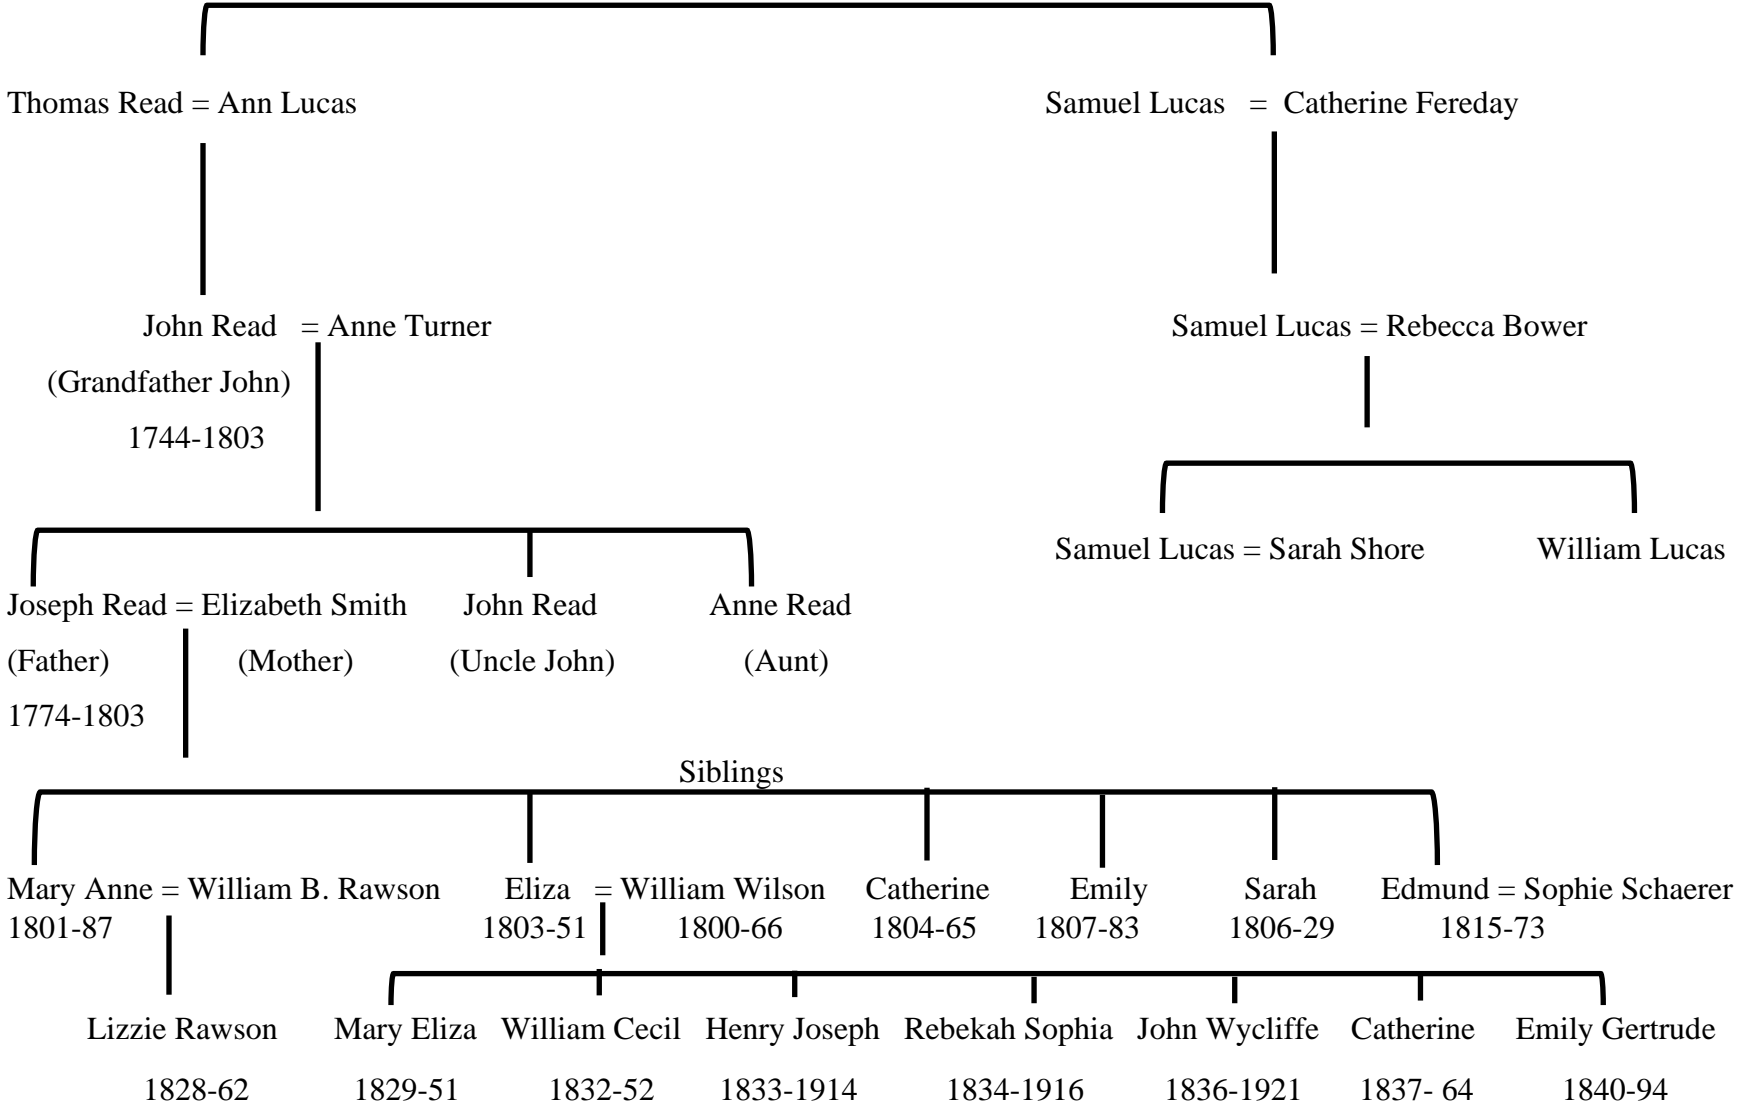 Thomas Read = Ann Lucas Samuel Lucas = Catherine Fereday
John Read = Anne Turner Samuel Lucas = Rebecca Bower
(Grandfather John)
1744-1803
Samuel Lucas = Sarah Shore William Lucas
Joseph Read = Elizabeth Smith John Read Anne Read
(Father) (Mother) (Uncle John) (Aunt)
1774-1803
Siblings
Mary Anne = William B. Rawson Eliza = William Wilson Catherine Emily Sarah Edmund = Sophie Schaerer
1801-87 1803-51 1800-66 1804-65 1807-83 1806-29 1815-73
Lizzie Rawson Mary Eliza William Cecil Henry Joseph Rebekah Sophia John Wycliffe Catherine Emily Gertrude
1828-62 1829-51 1832-52 1833-1914 1834-1916 1836-1921 1837- 64 1840-94